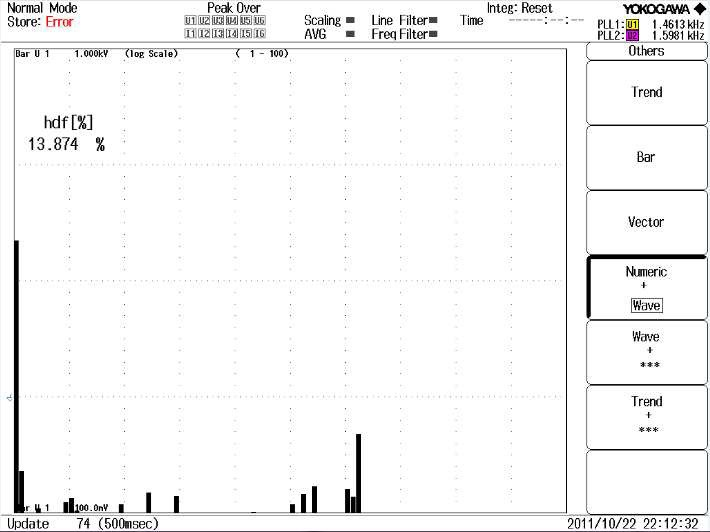 Normal Mode
Store: Error
Peak Over
U1 U2 U3 U4 U5 U6
I1 I2 I3 I4 I5 I6
Scaling
AVG
Line Filter
Freq Filter
Integ: Reset
Time -----:--:--
YOKOGAWA
PLL1: U1 1.4613 kHz
PLL2: U2 1.5981 kHz
Bar U 1 1.000kV (log Scale) ( 1 - 100)
hdf[%]
13.874 %
Bar U 1 100.0mV
Others
Trend
Bar
Vector
Numeric
+
Wave
Wave
+
***
Trend
+
***
Update 74 (500msec)
2011/10/22 22:12:32